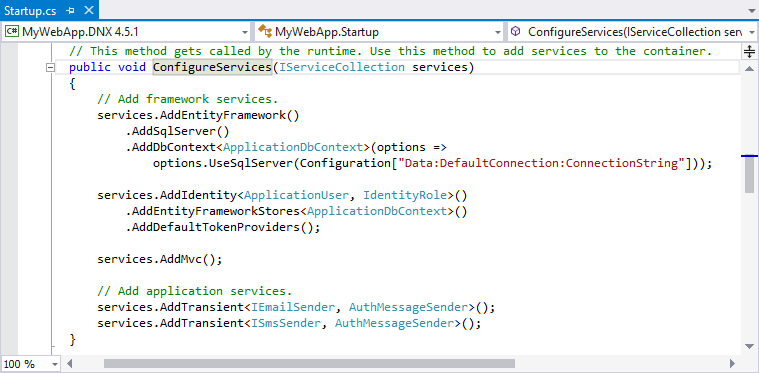 Startup.cs
MyWebApp.DNX 4.5.1 MyWebApp.Startup ConfigureServices(IServiceCollection serv
// This method gets called by the runtime. Use this method to add services to the container.
public void ConfigureServices(IServiceCollection services)
{
// Add framework services.
services.AddEntityFramework()
.AddSqlServer()
.AddDbContext<ApplicationDbContext>(options =>
options.UseSqlServer(Configuration["Data:DefaultConnection:ConnectionString"]));
services.AddIdentity<ApplicationUser, IdentityRole>()
.AddEntityFrameworkStores<ApplicationDbContext>()
.AddDefaultTokenProviders();
services.AddMvc();
// Add application services.
services.AddTransient<IEmailSender, AuthMessageSender>();
services.AddTransient<ISmsSender, AuthMessageSender>();
}
100 %